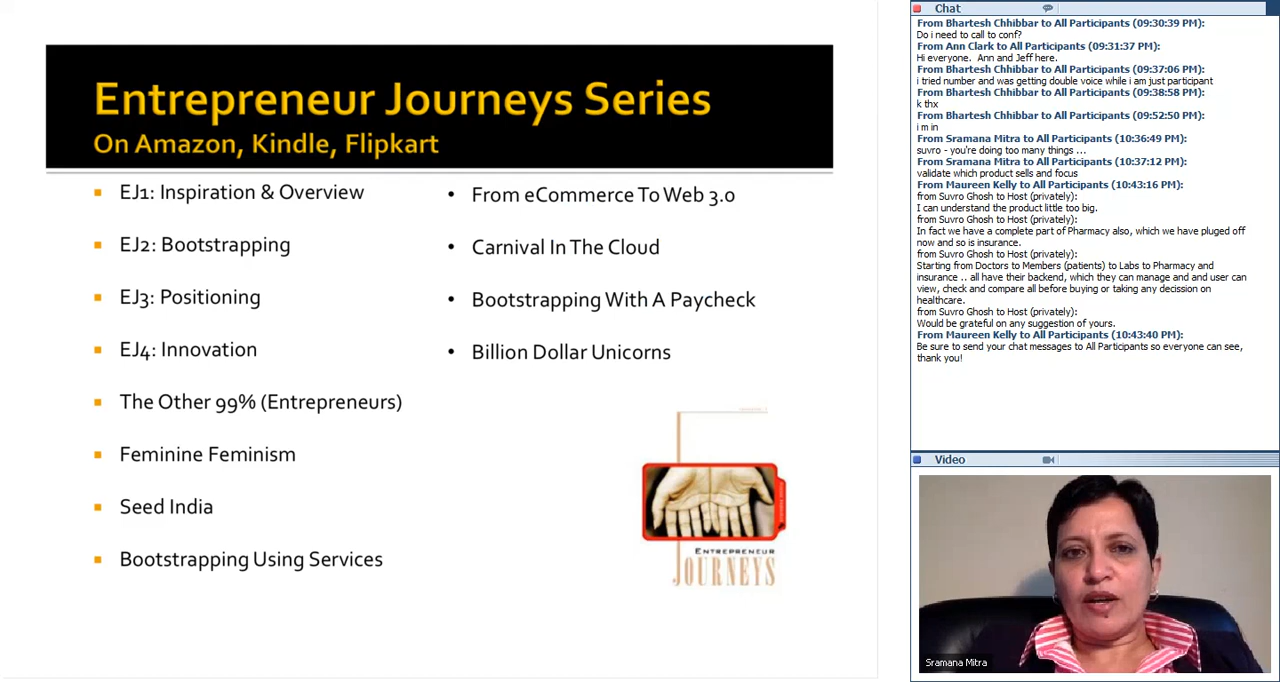 Entrepreneur Journeys Series
On Amazon, Kindle, Flipkart
EJ1: Inspiration & Overview
EJ2: Bootstrapping
EJ3: Positioning
EJ4: Innovation
The Other 99% (Entrepreneurs)
Feminine Feminism
Seed India
Bootstrapping Using Services
From eCommerce To Web 3.0
Carnival In The Cloud
Bootstrapping With A Paycheck
Billion Dollar Unicorns
ENTREPRENEUR
JOURNEYS
Chat
From Bhartesh Chhibbar to All Participants (09:30:39 PM):
Do i need to call to conf?
From Ann Clark to All Participants (09:31:37 PM):
Hi everyone.  Ann and Jeff here.
From Bhartesh Chhibbar to All Participants (09:37:06 PM):
i tried number and was getting double voice while i am just participant
From Bhartesh Chhibbar to All Participants (09:38:58 PM):
k thx
From Bhartesh Chhibbar to All Participants (09:52:50 PM):
i m in
From Sramana Mitra to All Participants (10:36:49 PM):
suvro - you're doing too many things ...
From Sramana Mitra to All Participants (10:37:12 PM):
validate which product sells and focus
From Maureen Kelly to All Participants (10:43:16 PM):
from Suvro Ghosh to Host (privately):
I can understand the product little too big.
from Suvro Ghosh to Host (privately):
In fact we have a complete part of Pharmacy also, which we have pluged off
now and so is insurance.
from Suvro Ghosh to Host (privately):
Starting from Doctors to Members (patients) to Labs to Pharmacy and
insurance .. all have their backend, which they can manage and and user can
view, check and compare all before buying or taking any decission on
healthcare.
from Suvro Ghosh to Host (privately):
Would be grateful on any suggestion of yours.
From Maureen Kelly to All Participants (10:43:40 PM):
Be sure to send your chat messages to All Participants so everyone can see,
thank you!
Video
Sramana Mitra